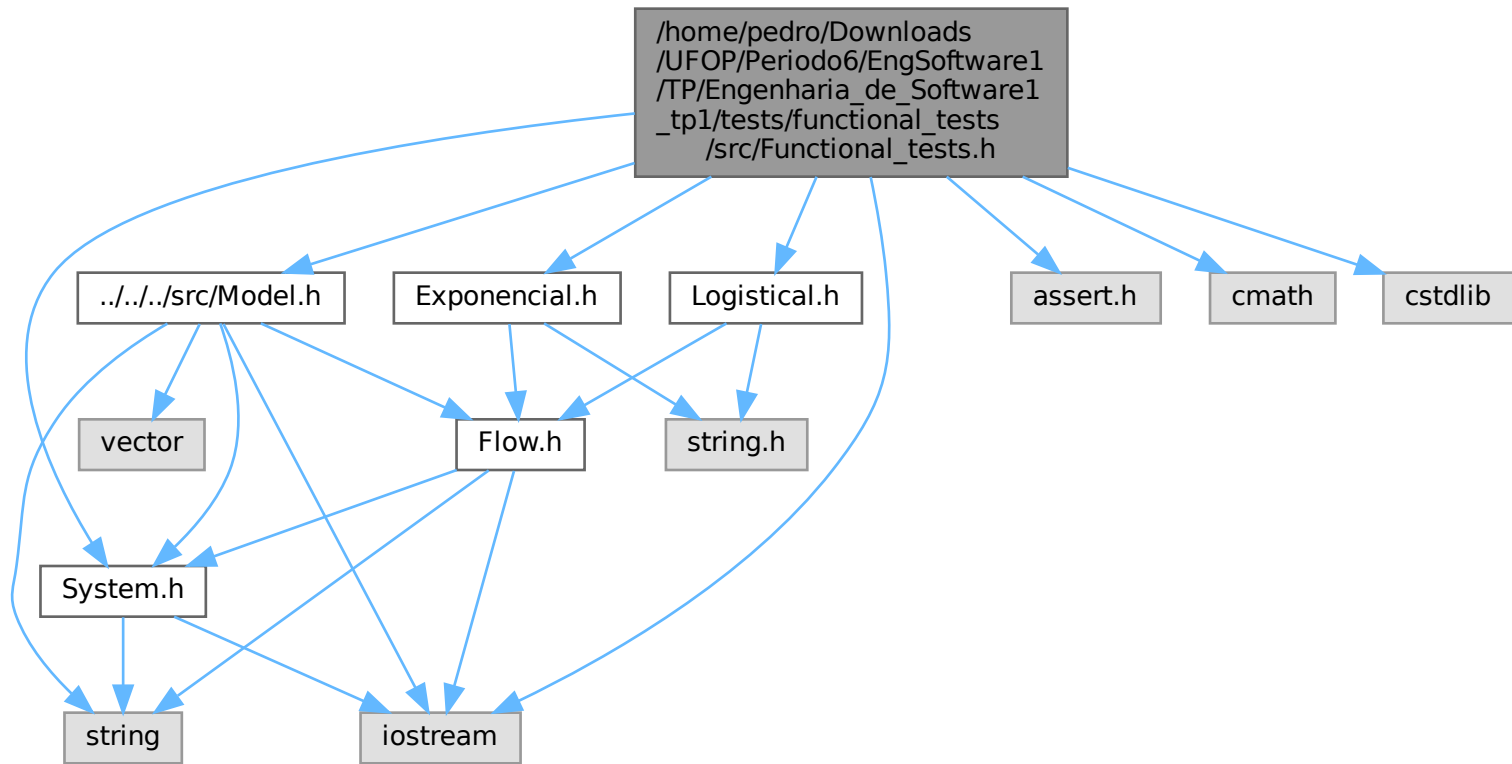 /home/pedro/Downloads
/UFOP/Periodo6/EngSoftware1
/TP/Engenharia_de_Software1
_tp1/tests/functional_tests
/src/Functional_tests.h
../../../src/Model.h
Exponencial.h
Logistical.h
assert.h
cmath
cstdlib
vector
Flow.h
string.h
System.h
string
iostream